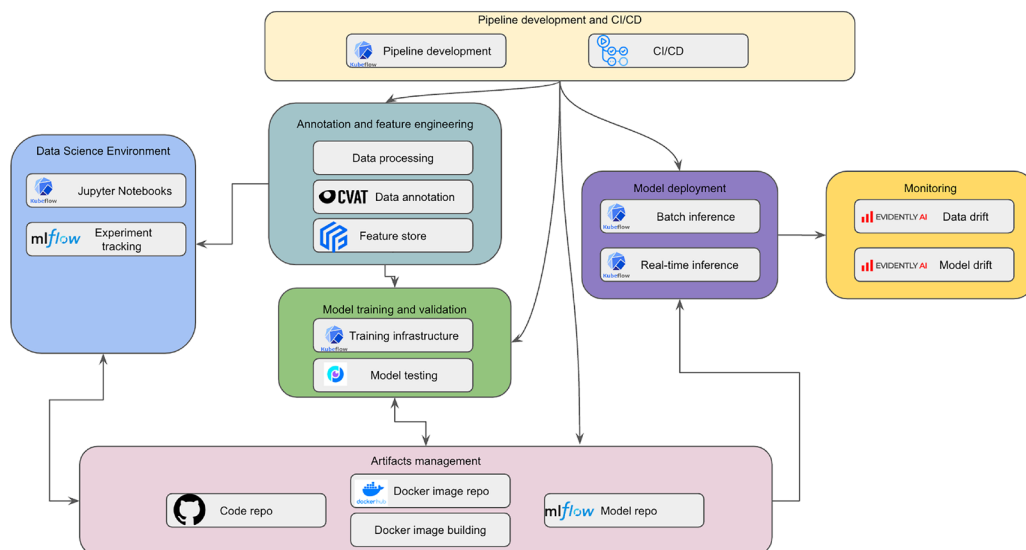 Pipeline development and CI/CD
Kubeflow
Pipeline development
CI/CD
Annotation and feature engineering
Data processing
CVAT
Data annotation
Feature store
Data Science Environment
Kubeflow
Jupyter Notebooks
mlflow
Experiment
tracking
Model deployment
Kubeflow
Batch inference
Kubeflow
Real-time inference
Monitoring
EVIDENTLY AI
Data drift
EVIDENTLY AI
Model drift
Model training and validation
Kubeflow
Training infrastructure
Model testing
Artifacts management
Code repo
dockerhub
Docker image repo
Docker image building
mlflow
Model repo